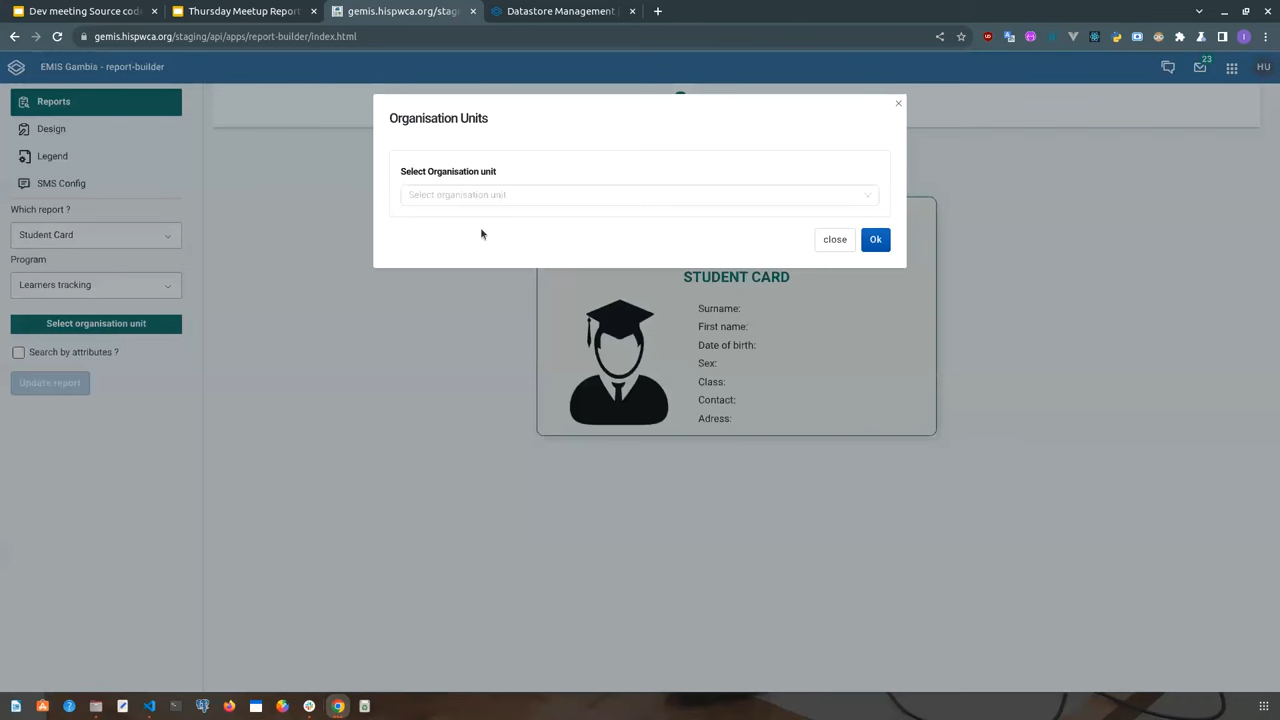 Dev meeting Source code
Thursday Meetup Report
gemis.hispwca.org/stag
Datastore Management
gemis.hispwca.org/staging/api/apps/report-builder/index.html
EMIS Gambia - report-builder
23
HU
Reports
Design
Legend
SMS Config
Which report ?
Student Card
Program
Learners tracking
Select organisation unit
Search by attributes ?
Update report
Organisation Units
Select Organisation unit
Select organisation unit
close
Ok
STUDENT CARD
Surname:
First name:
Date of birth:
Sex:
Class:
Contact:
Adress: